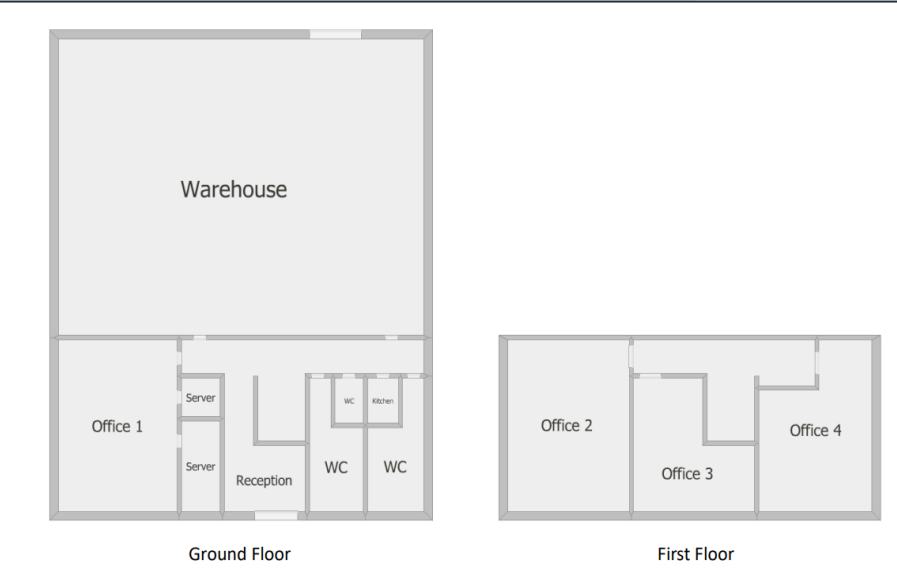 Warehouse
Server
WC
Kitchen
Office 1
Office 2
Office 4
Server
WC
WC
Office 3
Reception
Ground Floor
First Floor